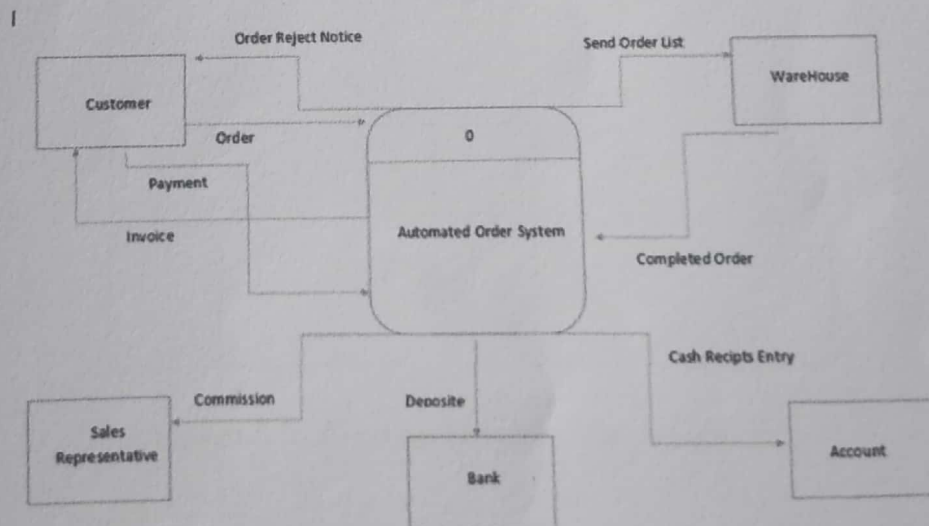 Order Reject Notice
Send Order List
WareHouse
Customer
Order
0
Payment
Invoice
Automated Order System
Completed Order
Cash Recipts Entry
Commission
Deposite
Sales
Representative
Bank
Account